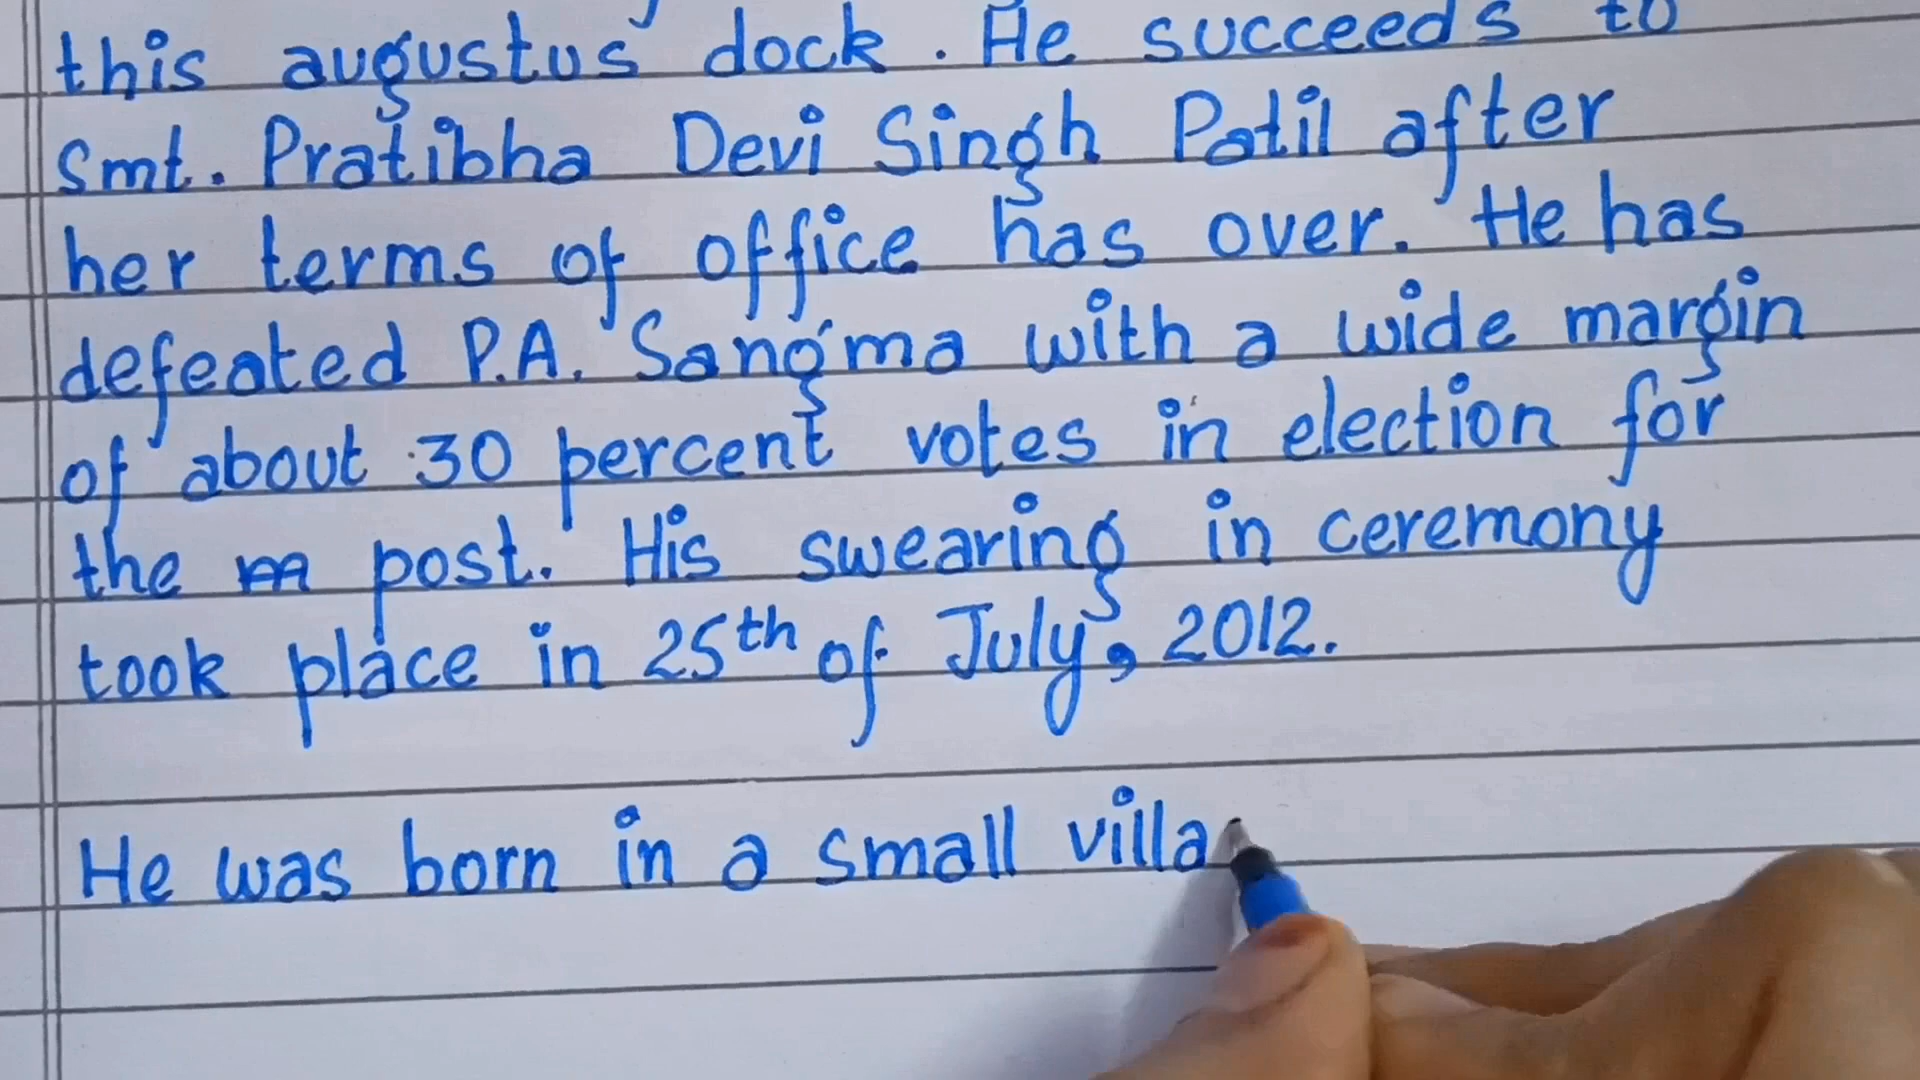 this augustus dock. He succeeds to
Smt. Pratibha Devi Singh Patil after
her terms of office has over. He has
defeated P.A. Sangma with a wide margin
of about 30 percent votes in election for
the post. His swearing in ceremony
took place in 25th of July, 2012.
He was born in a small villa